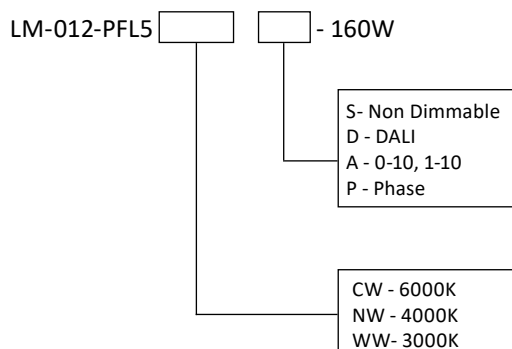 LM-012-PFL5 - 160W
S- Non Dimmable
D - DALI
A - 0-10, 1-10
P - Phase
CW - 6000K
NW - 4000K
WW- 3000K